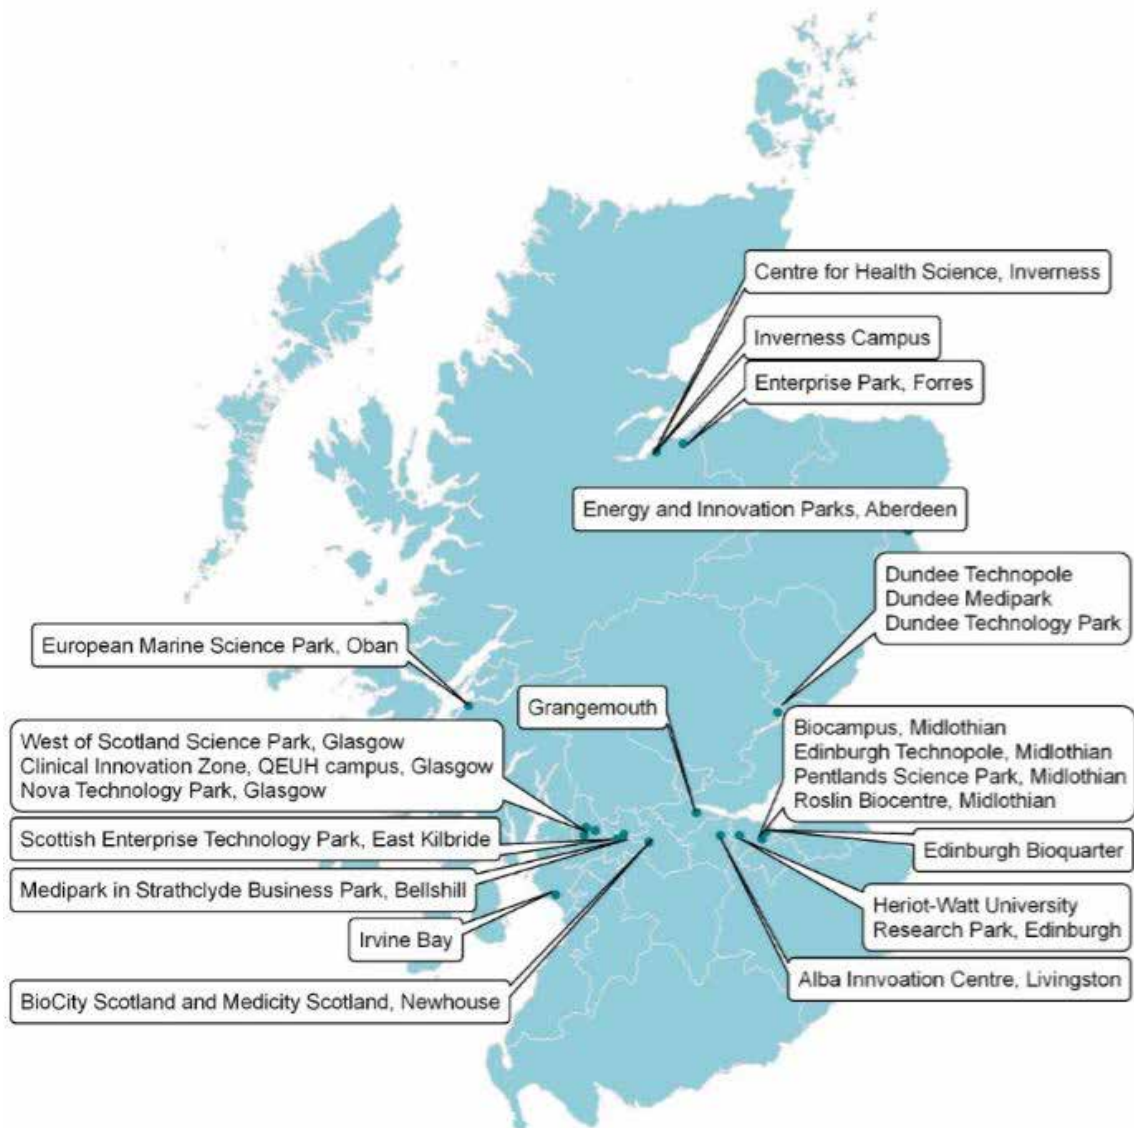 Centre for Health Science, Inverness
Inverness Campus
Enterprise Park, Forres
Energy and Innovation Parks, Aberdeen
Dundee Technopole
Dundee Medipark
Dundee Technology Park
European Marine Science Park, Oban
Grangemouth
West of Scotland Science Park, Glasgow
Clinical Innovation Zone, QEUH campus, Glasgow
Nova Technology Park, Glasgow
Biocampus, Midlothian
Edinburgh Technopole, Midlothian
Pentlands Science Park, Midlothian
Roslin Biocentre, Midlothian
Scottish Enterprise Technology Park, East Kilbride
Edinburgh Bioquarter
Medipark in Strathclyde Business Park, Bellshill
Heriot-Watt University
Research Park, Edinburgh
Irvine Bay
Alba Innvoation Centre, Livingston
BioCity Scotland and Medicity Scotland, Newhouse